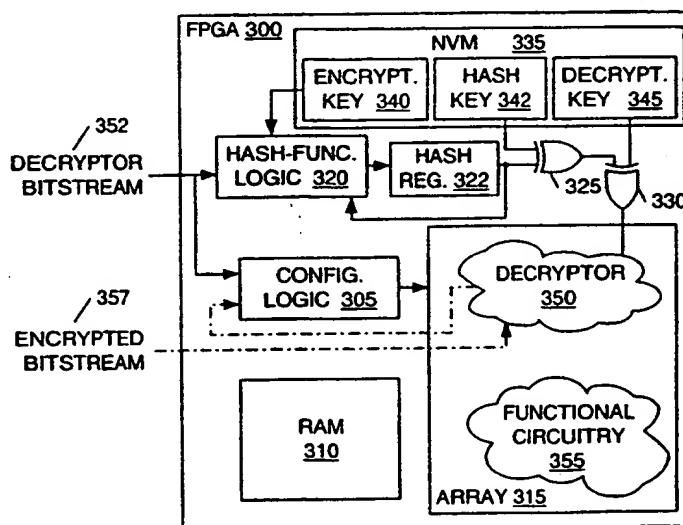 FPGA 300
NVM 335
ENCRYPT.
KEY 340
HASH
KEY 342
DECRYPT.
KEY 345
352
DECRYPTOR
BITSTREAM
HASH-FUNC.
LOGIC 320
HASH
REG. 322
325
330
CONFIG.
LOGIC 305
DECRYPTOR
350
357
ENCRYPTED
BITSTREAM
RAM
310
FUNCTIONAL
CIRCUITRY
355
ARRAY 315